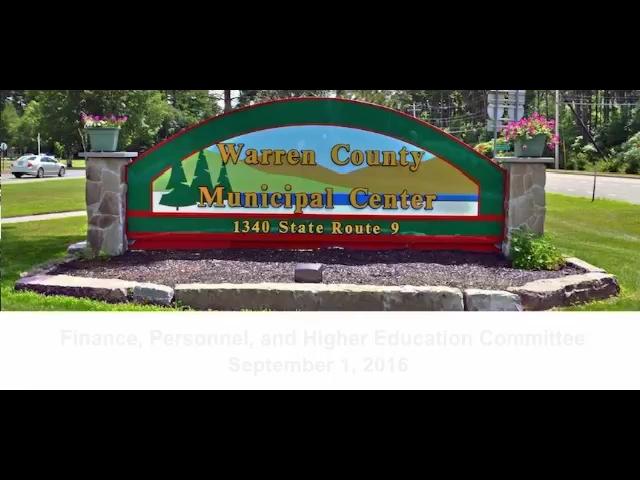 Warren County
Municipal Center
1340 State Route 9
Finance, Personnel, and Higher Education Committee
September 1, 2016